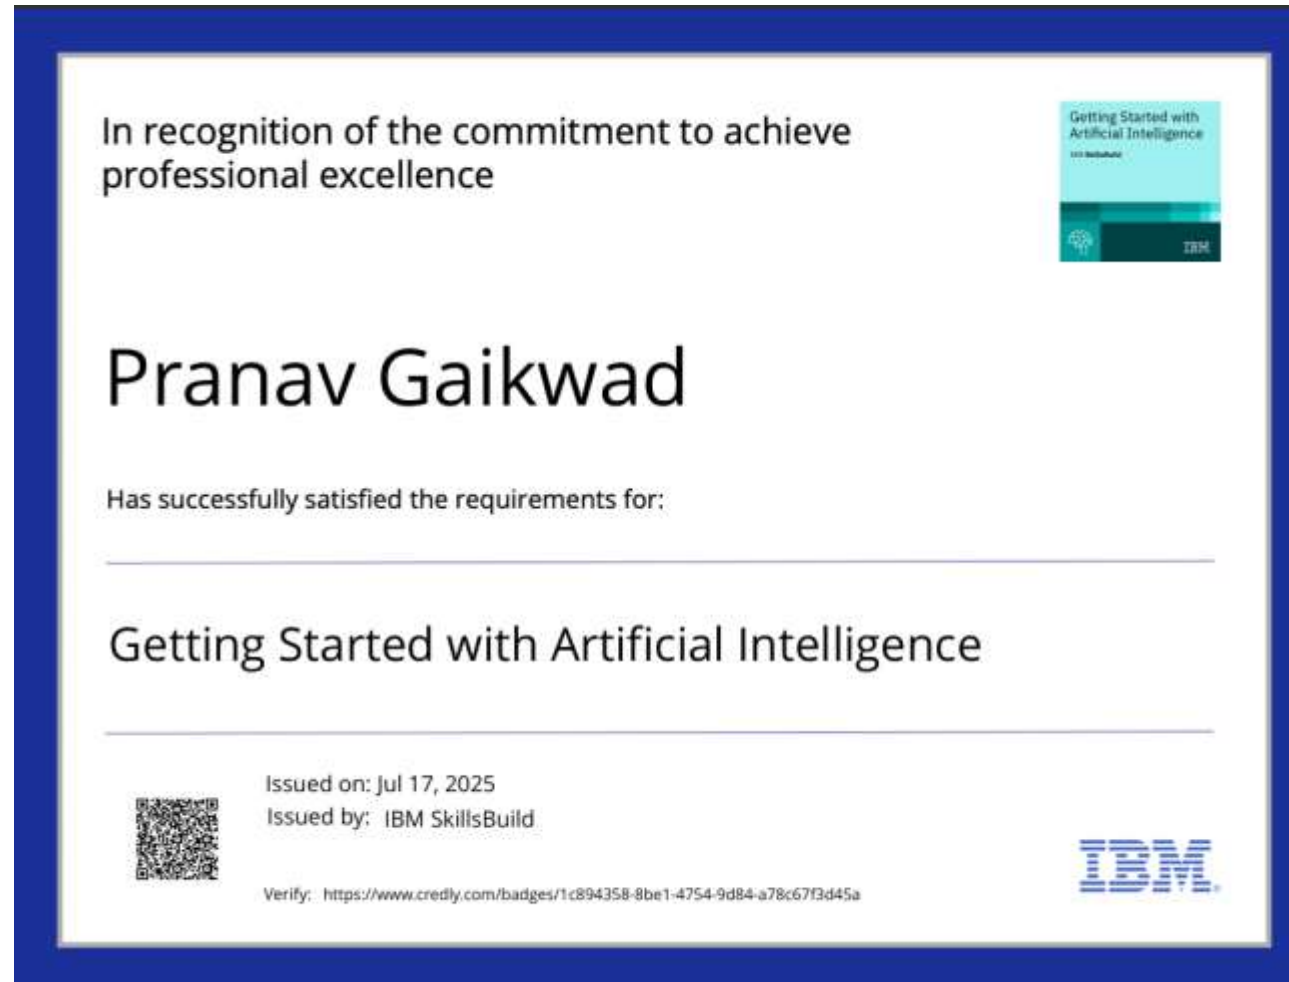 In recognition of the commitment to achieve
professional excellence
Getting Started with
Artificial Intelligence
IBM SkillsBuild
IBM
Pranav Gaikwad
Has successfully satisfied the requirements for:
Getting Started with Artificial Intelligence
Issued on: Jul 17, 2025
Issued by: IBM SkillsBuild
Verify: https://www.credly.com/badges/1c894358-8be1-4754-9d84-a78c67f3d45a
IBM.